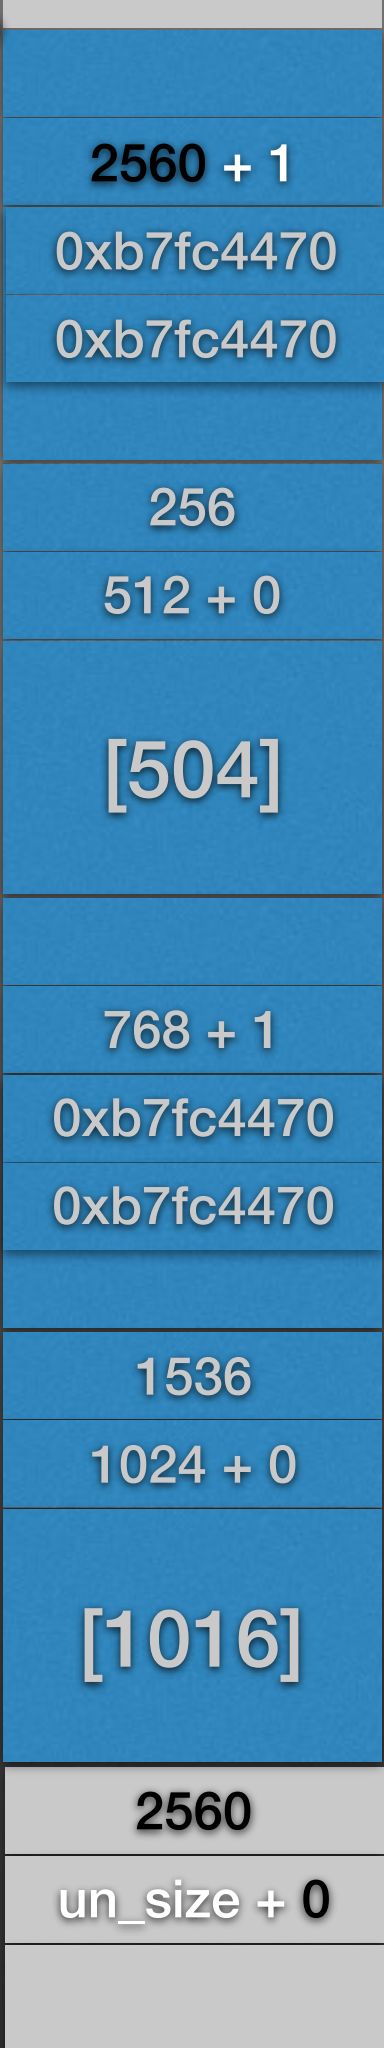 2560 + 1
0xb7fc4470
0xb7fc4470
256
512 + 0
[504]
768 + 1
0xb7fc4470
0xb7fc4470
1536
1024 + 0
[1016]
2560
un_size + 0